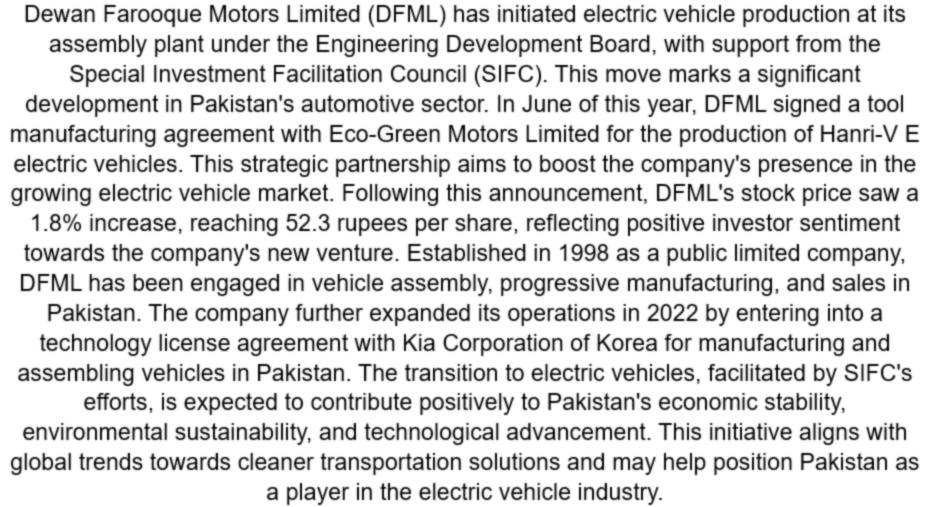 Dewan Farooque Motors Limited (DFML) has initiated electric vehicle production at its
assembly plant under the Engineering Development Board, with support from the
Special Investment Facilitation Council (SIFC). This move marks a significant
development in Pakistan's automotive sector. In June of this year, DFML signed a tool
manufacturing agreement with Eco-Green Motors Limited for the production of Hanri-V E
electric vehicles. This strategic partnership aims to boost the company's presence in the
growing electric vehicle market. Following this announcement, DFML's stock price saw a
1.8% increase, reaching 52.3 rupees per share, reflecting positive investor sentiment
towards the company's new venture. Established in 1998 as a public limited company,
DFML has been engaged in vehicle assembly, progressive manufacturing, and sales in
Pakistan. The company further expanded its operations in 2022 by entering into a
technology license agreement with Kia Corporation of Korea for manufacturing and
assembling vehicles in Pakistan. The transition to electric vehicles, facilitated by SIFC's
efforts, is expected to contribute positively to Pakistan's economic stability,
environmental sustainability, and technological advancement. This initiative aligns with
global trends towards cleaner transportation solutions and may help position Pakistan as
a player in the electric vehicle industry.